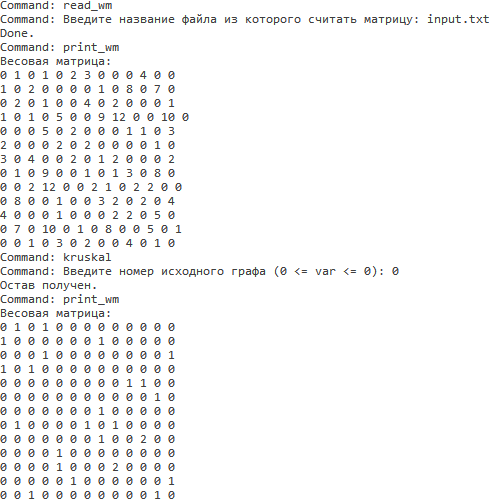 Command: read_wm
Command: Введите название файла из которого считать матрицу: input.txt
Done.
Command: print_wm
Весовая матрица:
0 1 0 1 0 2 3 0 0 0 4 0 0
1 0 2 0 0 0 0 1 0 8 0 7 0
0 2 0 1 0 0 4 0 2 0 0 0 1
1 0 1 0 5 0 0 9 12 0 0 10 0
0 0 0 5 0 2 0 0 0 1 1 0 3
2 0 0 0 2 0 2 0 0 0 0 1 0
3 0 4 0 0 2 0 1 2 0 0 0 2
0 1 0 9 0 0 1 0 1 3 0 8 0
0 0 2 12 0 0 2 1 0 2 2 0 0
0 8 0 0 1 0 0 3 2 0 2 0 4
4 0 0 0 1 0 0 0 2 2 0 5 0
0 7 0 10 0 1 0 8 0 0 5 0 1
0 0 1 0 3 0 2 0 0 4 0 1 0
Command: kruskal
Command: Введите номер исходного графа (0 <= var <= 0): 0
Остав получен.
Command: print_wm
Весовая матрица:
0 1 0 1 0 0 0 0 0 0 0 0 0
1 0 0 0 0 0 0 1 0 0 0 0 0
0 0 0 1 0 0 0 0 0 0 0 0 1
1 0 1 0 0 0 0 0 0 0 0 0 0
0 0 0 0 0 0 0 0 0 1 1 0 0
0 0 0 0 0 0 0 0 0 0 0 1 0
0 0 0 0 0 0 0 1 0 0 0 0 0
0 1 0 0 0 0 1 0 1 0 0 0 0
0 0 0 0 0 0 0 1 0 0 2 0 0
0 0 0 0 1 0 0 0 0 0 0 0 0
0 0 0 0 1 0 0 0 2 0 0 0 0
0 0 0 0 0 1 0 0 0 0 0 0 1
0 0 1 0 0 0 0 0 0 0 0 1 0